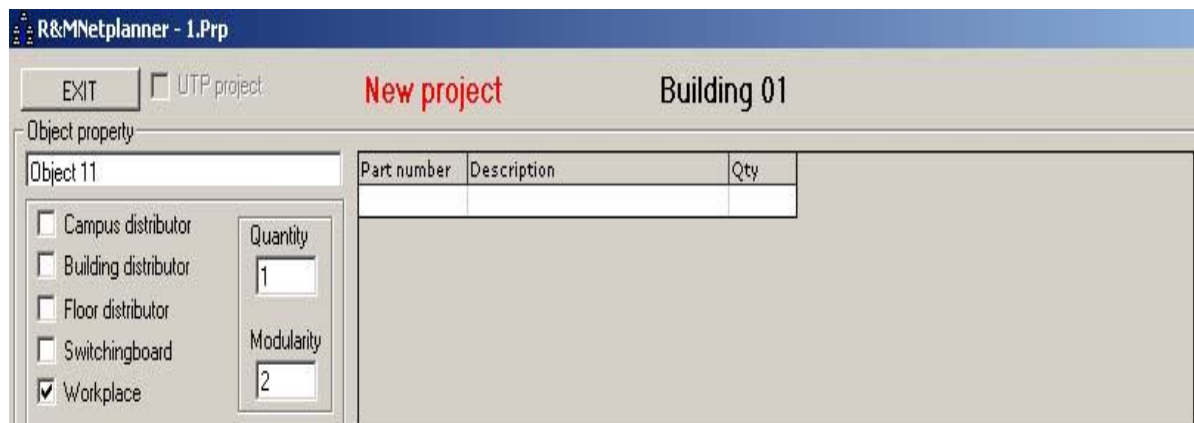 R&MNetplanner - 1.Prp
EXIT UTP project New project Building 01
Object property
Object 11
Part number Description Qty
Campus distributor
Building distributor
Floor distributor
Switchingboard
Workplace
Quantity
1
Modularity
2